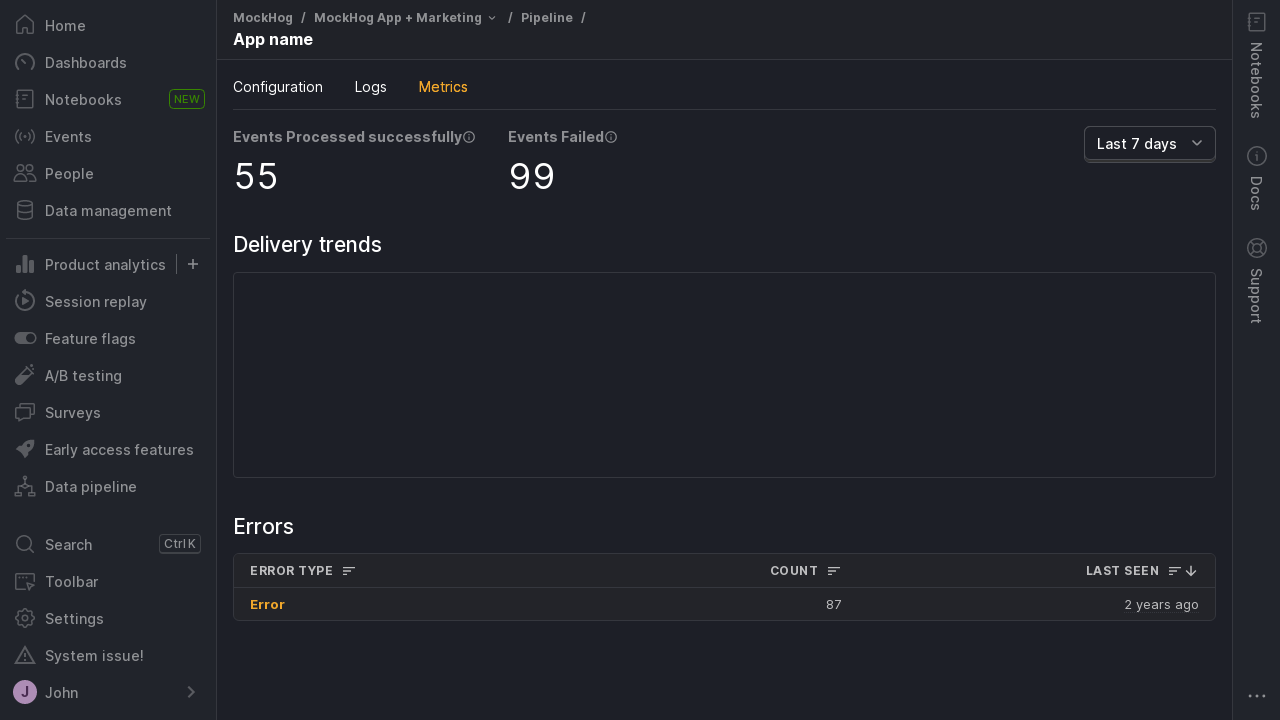 Home
Dashboards
Notebooks NEW
Events
People
Data management
Product analytics
Session replay
Feature flags
A/B testing
Surveys
Early access features
Data pipeline
Search Ctrl K
Toolbar
Settings
System issue!
J John
MockHog / MockHog App + Marketing / Pipeline /
App name
Configuration Logs Metrics
Events Processed successfully Events Failed
55 99
Last 7 days
Delivery trends
Errors
ERROR TYPE COUNT LAST SEEN
Error 87 2 years ago
Notebooks
Docs
Support